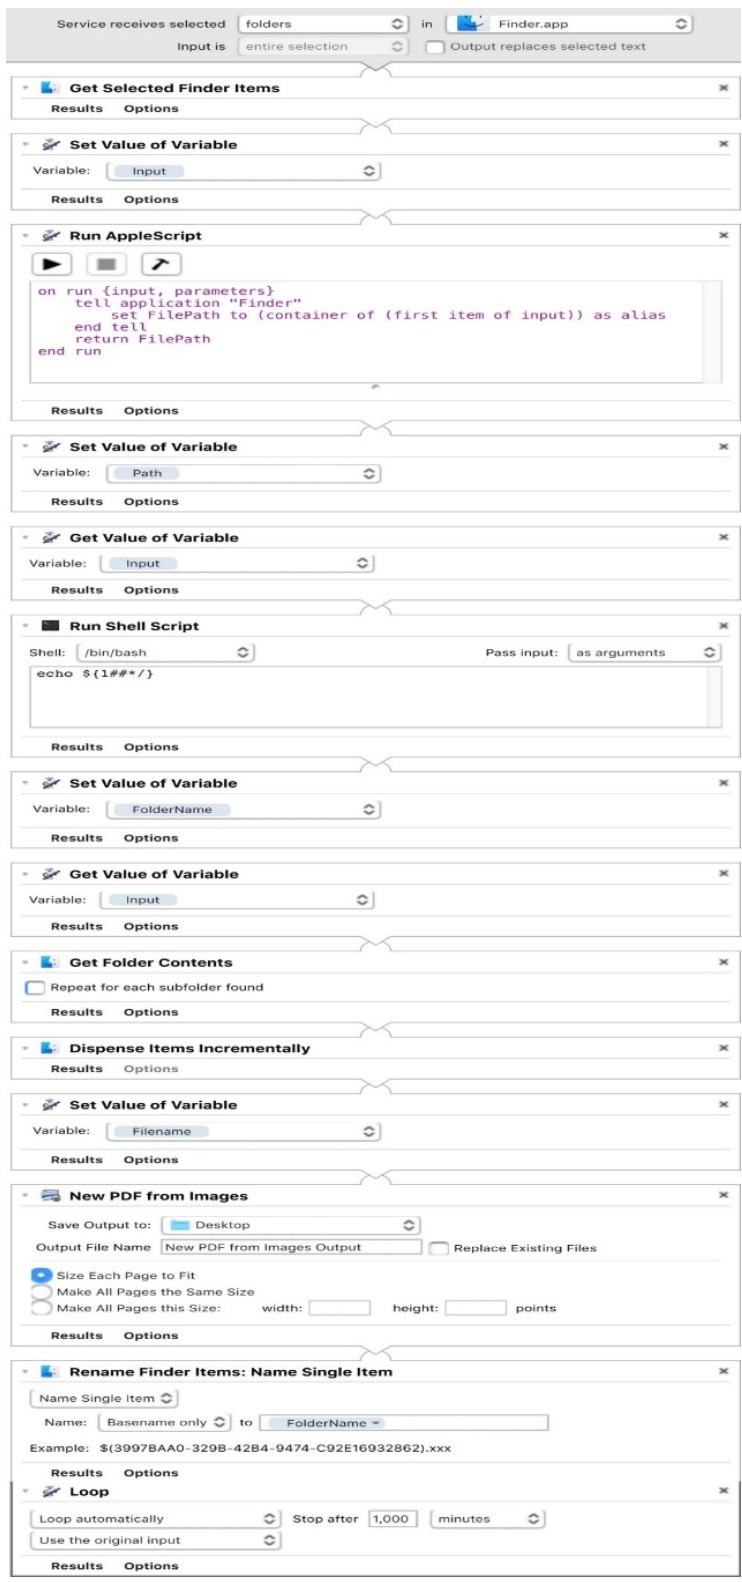 Service receives selected folders in Finder.app
Input is entire selection Output replaces selected text
Get Selected Finder Items
Results Options
Set Value of Variable
Variable: Input
Results Options
Run AppleScript
on run {input, parameters}
tell application "Finder"
set FilePath to (container of (first item of input)) as alias
end tell
return FilePath
end run
Results Options
Set Value of Variable
Variable: Path
Results Options
Get Value of Variable
Variable: Input
Results Options
Run Shell Script
Shell: /bin/bash Pass input: as arguments
echo ${1##*/}
Results Options
Set Value of Variable
Variable: FolderName
Results Options
Get Value of Variable
Variable: Input
Results Options
Get Folder Contents
Repeat for each subfolder found
Results Options
Dispense Items Incrementally
Results Options
Set Value of Variable
Variable: Filename
Results Options
New PDF from Images
Save Output to: Desktop
Output File Name New PDF from Images Output Replace Existing Files
Size Each Page to Fit
Make All Pages the Same Size
Make All Pages this Size: width: height: points
Results Options
Rename Finder Items: Name Single Item
Name Single Item
Name: Basename only to FolderName
Example: $(3997BAA0-329B-42B4-9474-C92E16932862).xxx
Results Options
Loop
Loop automatically Stop after 1,000 minutes
Use the original input
Results Options